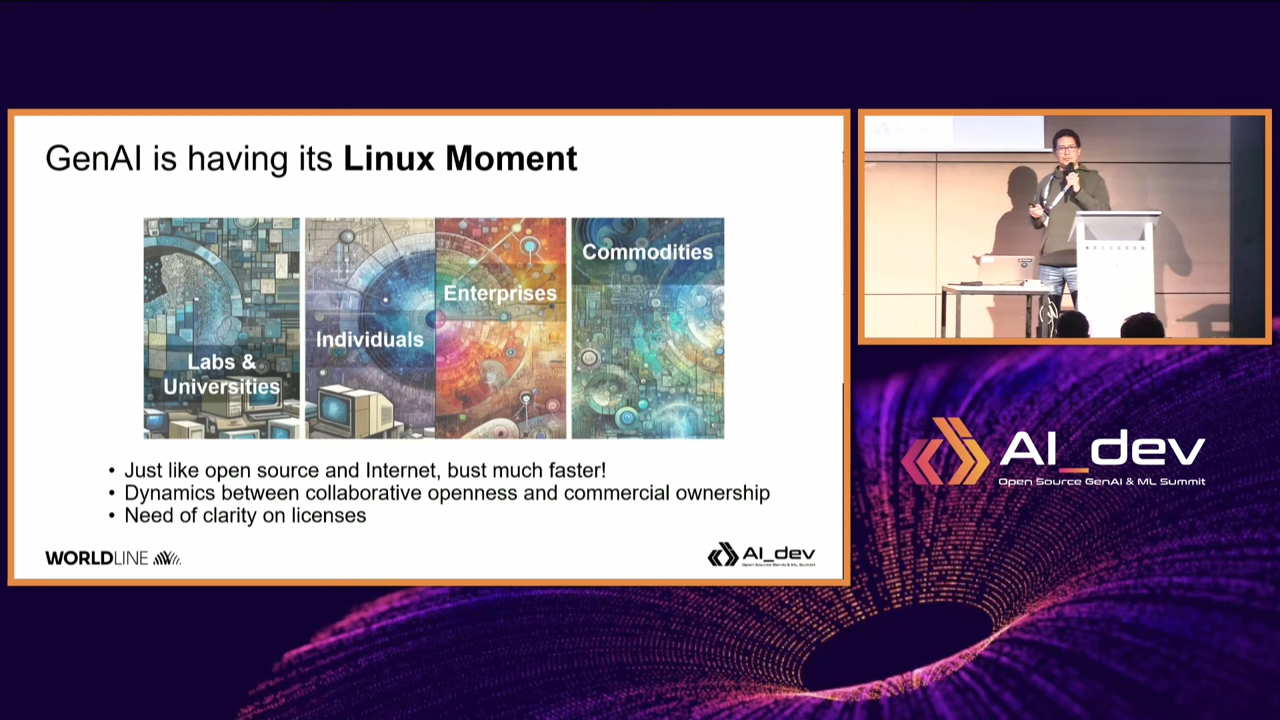 GenAI is having its Linux Moment
Labs &
Universities
Individuals
Enterprises
Commodities
• Just like open source and Internet, bust much faster!
• Dynamics between collaborative openness and commercial ownership
• Need of clarity on licenses
WORLDLINE
AI_dev
Open Source GenAI & ML Summit
AI_dev
Open Source GenAI & ML Summit